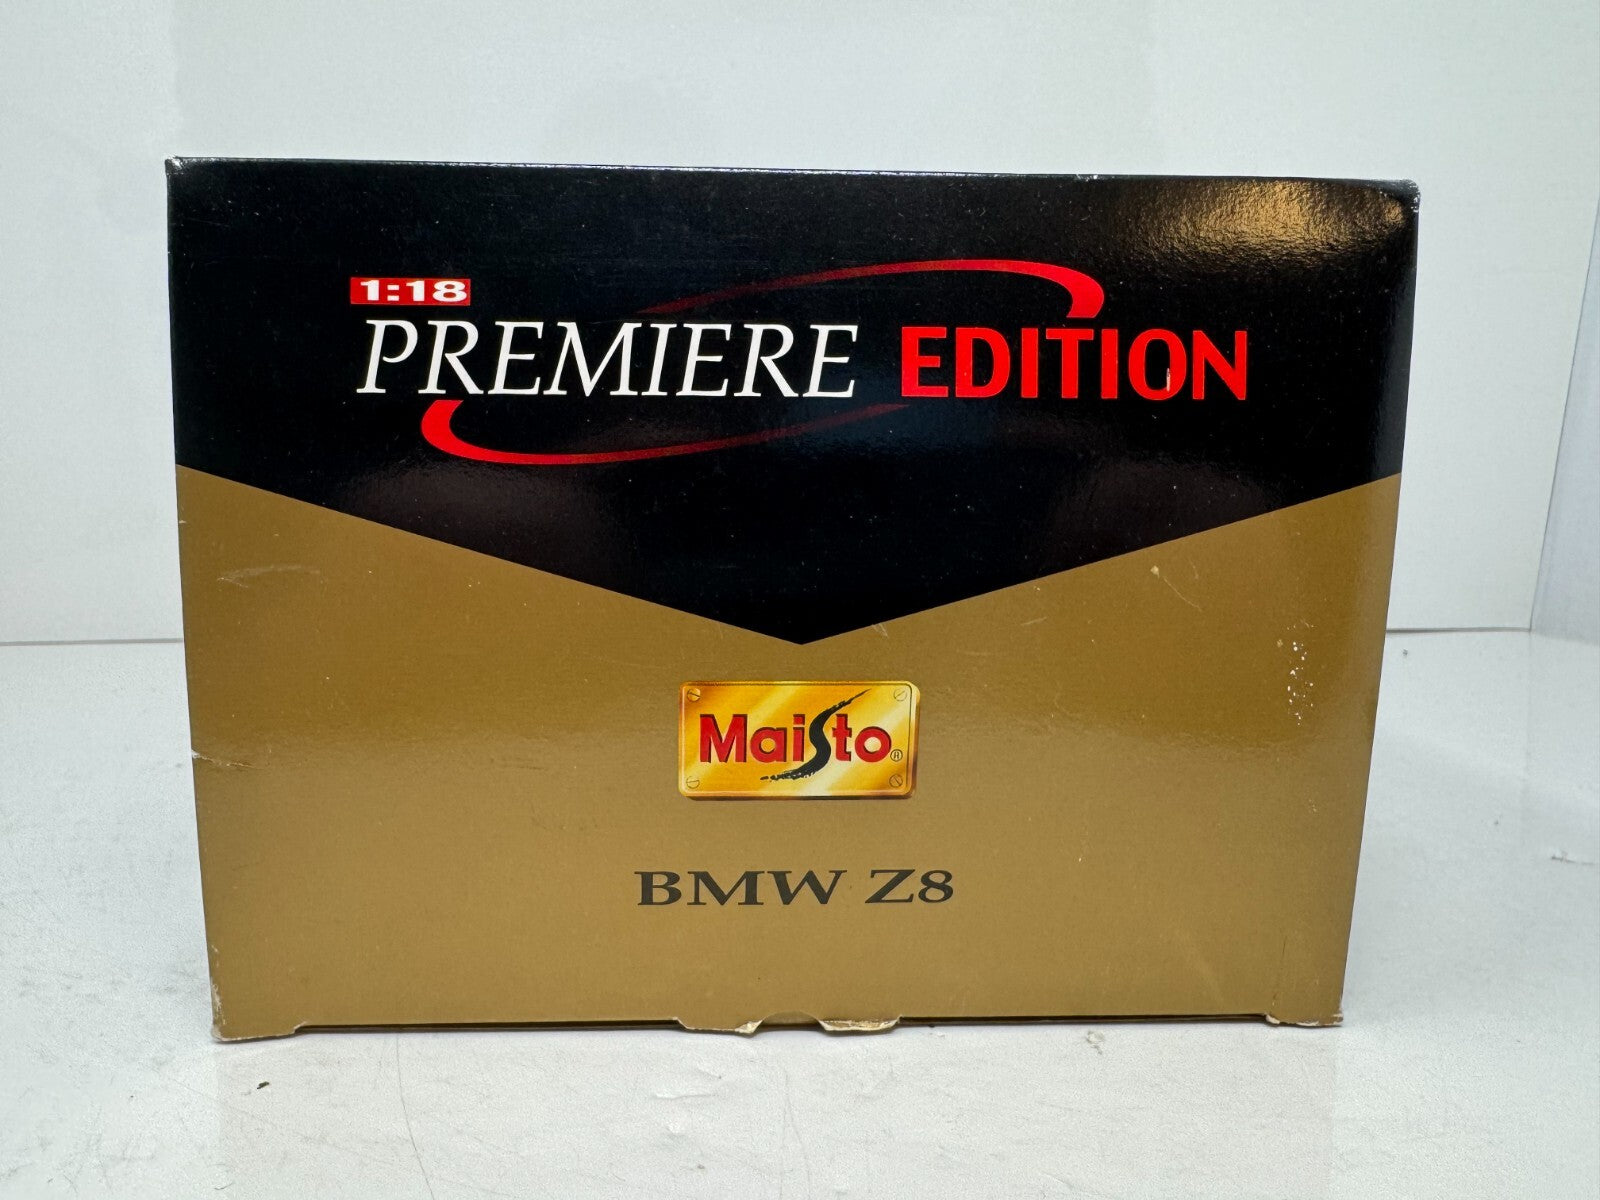 1:18
PREMIERE EDITION
Maisto®
BMW Z8